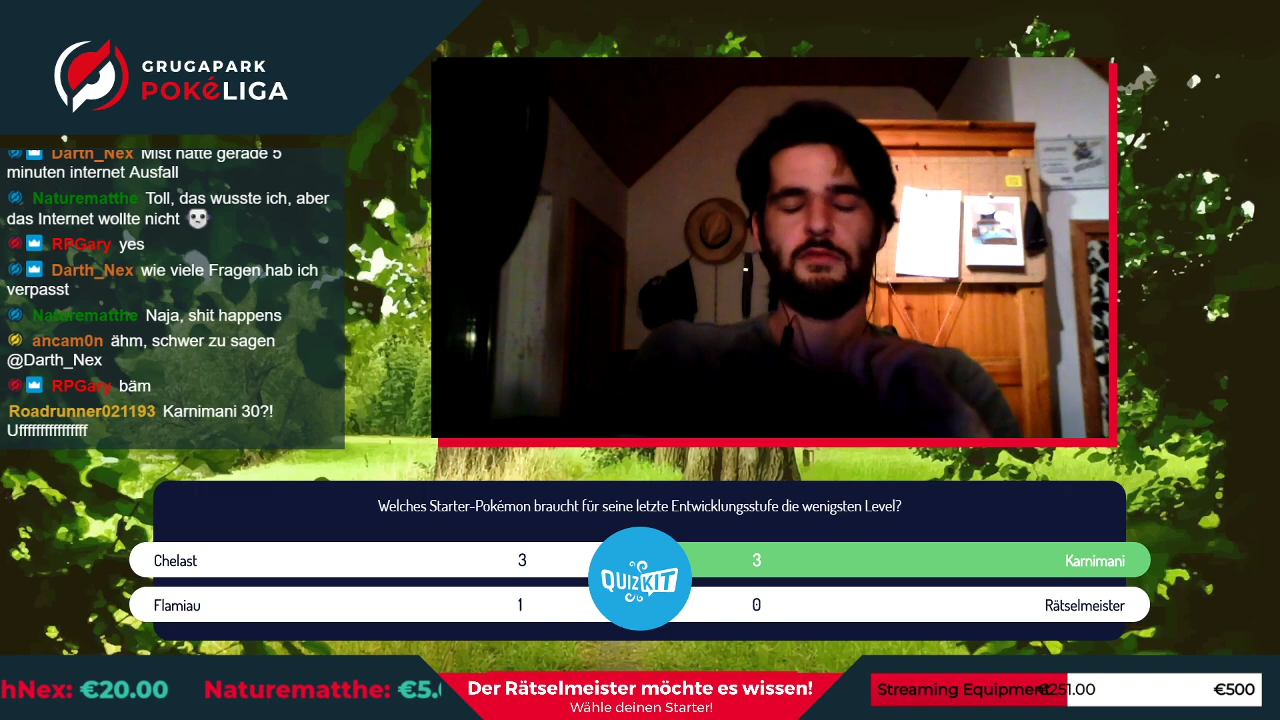 GRUGAPARK
POKéLIGA
Darth_Nex Mist hatte gerade 5
minuten internet Ausfall
Naturematthe Toll, das wusste ich, aber
das Internet wollte nicht
RPGary yes
Darth_Nex wie viele Fragen hab ich
verpasst
Naturematthe Naja, shit happens
ancam0n ähm, schwer zu sagen
@Darth_Nex
RPGary bäm
Roadrunner021193 Karnimani 30?!
Uffffffffffffffff
Welches Starter-Pokémon braucht für seine letzte Entwicklungsstufe die wenigsten Level?
Chelast 3
3 Karnimani
QUIZKIT
Flamiau 1
0 Rätselmeister
hNex: €20.00 Naturematthe: €5.0
Der Rätselmeister möchte es wissen!
Wähle deinen Starter!
Streaming Equipment €251.00 €500